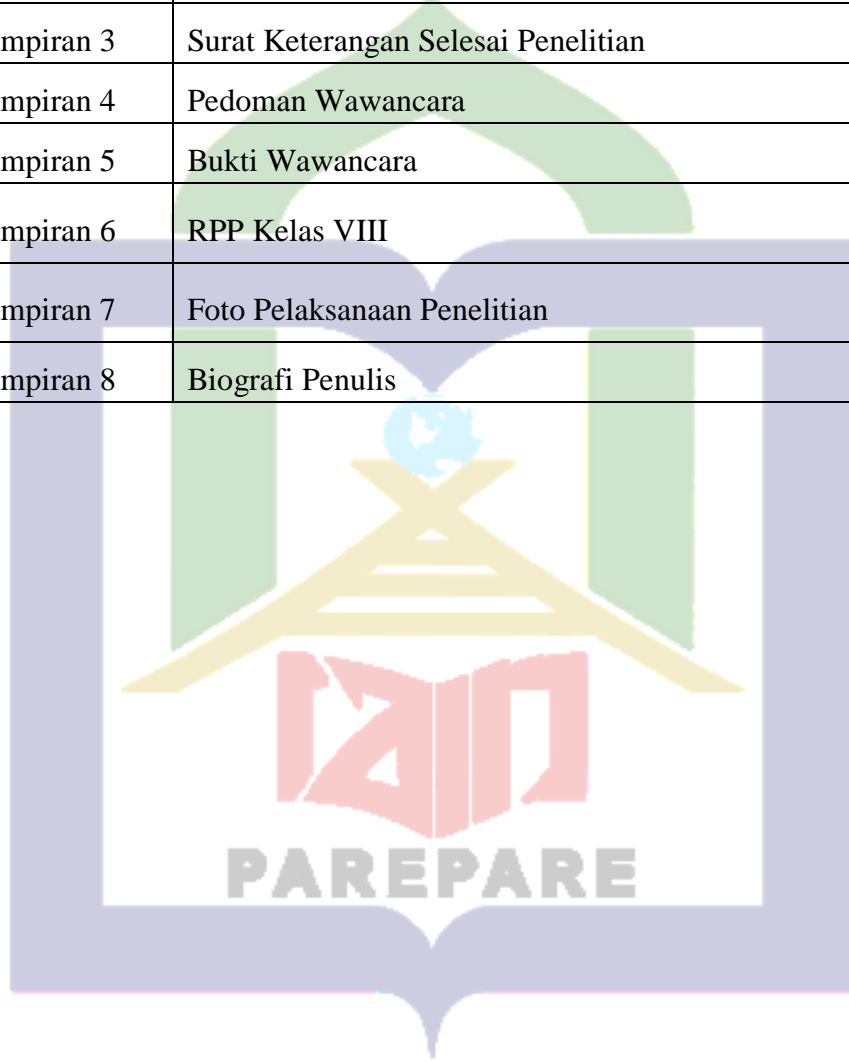 mpiran 3 Surat Keterangan Selesai Penelitian
mpiran 4 Pedoman Wawancara
mpiran 5 Bukti Wawancara
mpiran 6 RPP Kelas VIII
mpiran 7 Foto Pelaksanaan Penelitian
mpiran 8 Biografi Penulis
iain
PAREPARE